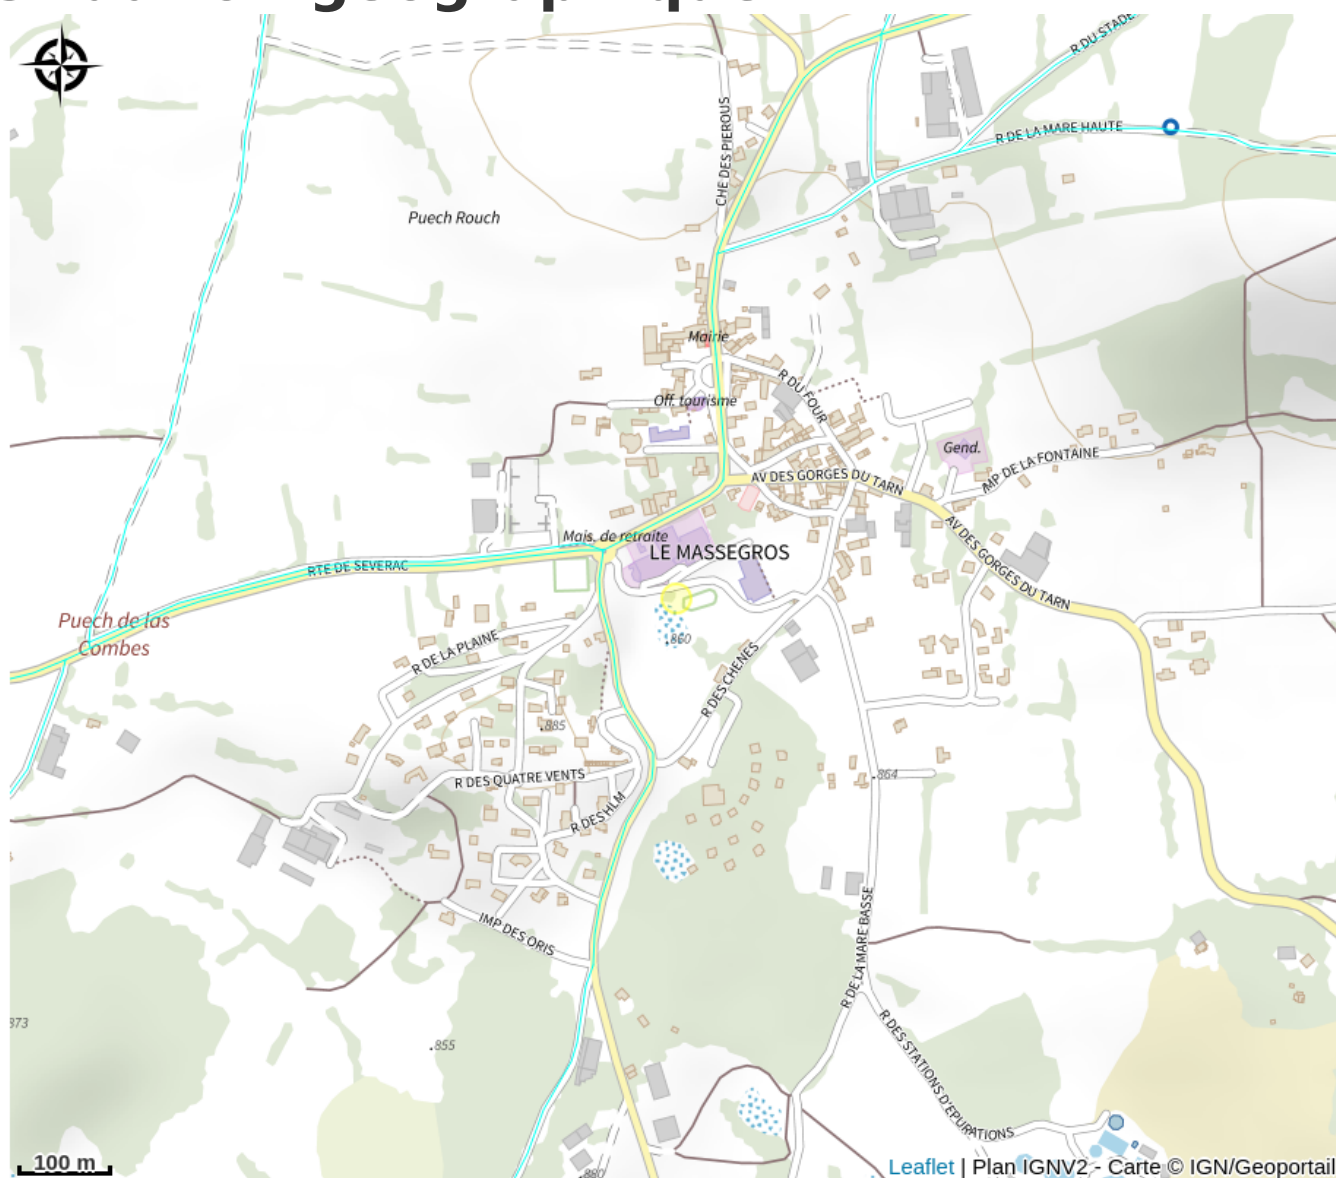 R DU STADE
CHE DES PIEROUS
R DE LA MARE HAUTE
Puech Rouch
Mairie
R DU FOUR
Off. tourisme
Gend.
IMP DE LA FONTAINE
AV DES GORGES DU TARN
AV DES GORGES DU TARN
Mais. de retraite
LE MASSEGROS
RTE DE SEVERAC
Puech de las
Combes
.860
R DE LA PLAINE
R DES CHENES
.885
R DES QUATRE VENTS
.864
R DES HLM
IMP DES ORIS
R DE LA MARE BASSE
873
.855
R DES STATIONS D'EPURATIONS
100 m
880
Leaflet | Plan IGNV2 - Carte © IGN/Geoportail